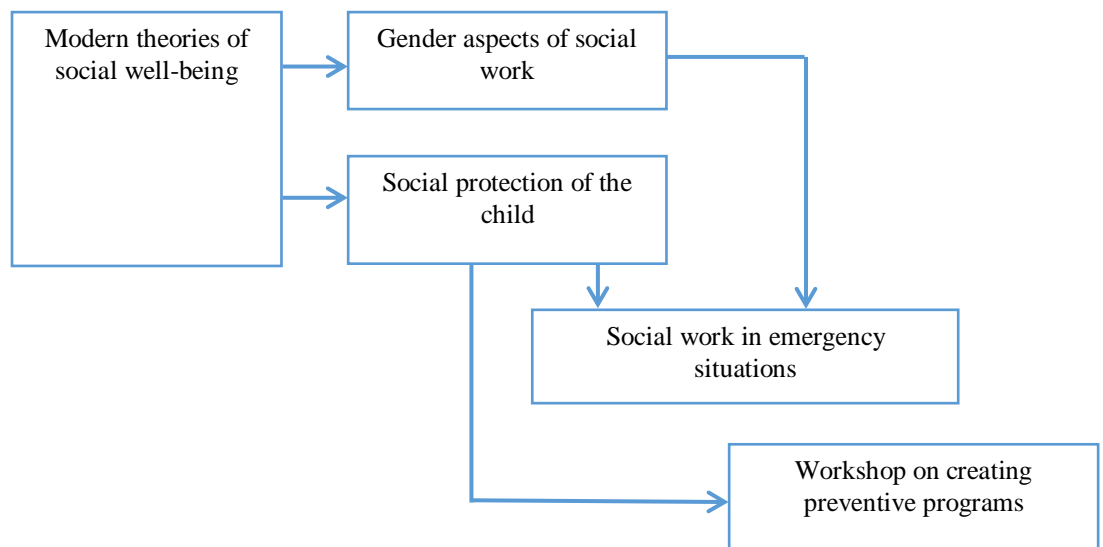 Modern theories of
social well-being
Gender aspects of social
work
Social protection of the
child
Social work in emergency
situations
Workshop on creating
preventive programs